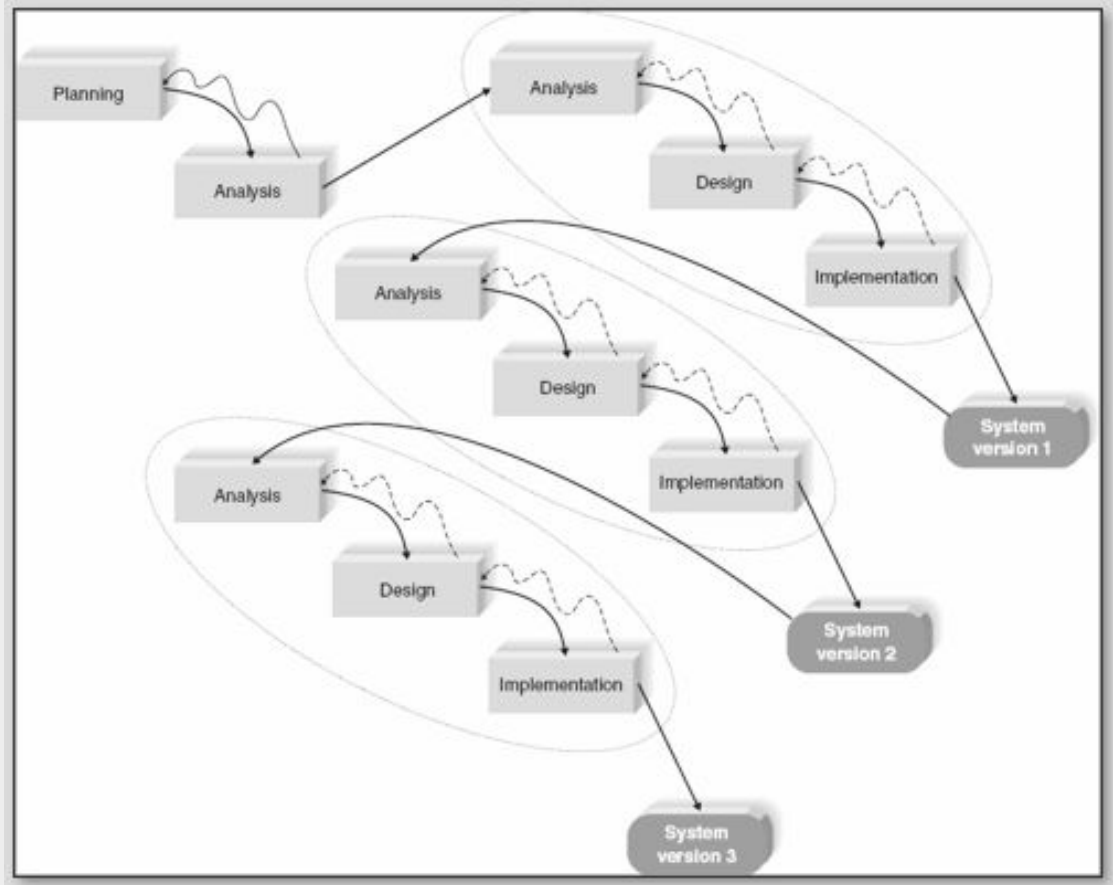 Planning
Analysis
Analysis
Design
Implementation
System
version 1
Analysis
Design
Implementation
System
version 2
Analysis
Design
Implementation
System
version 3